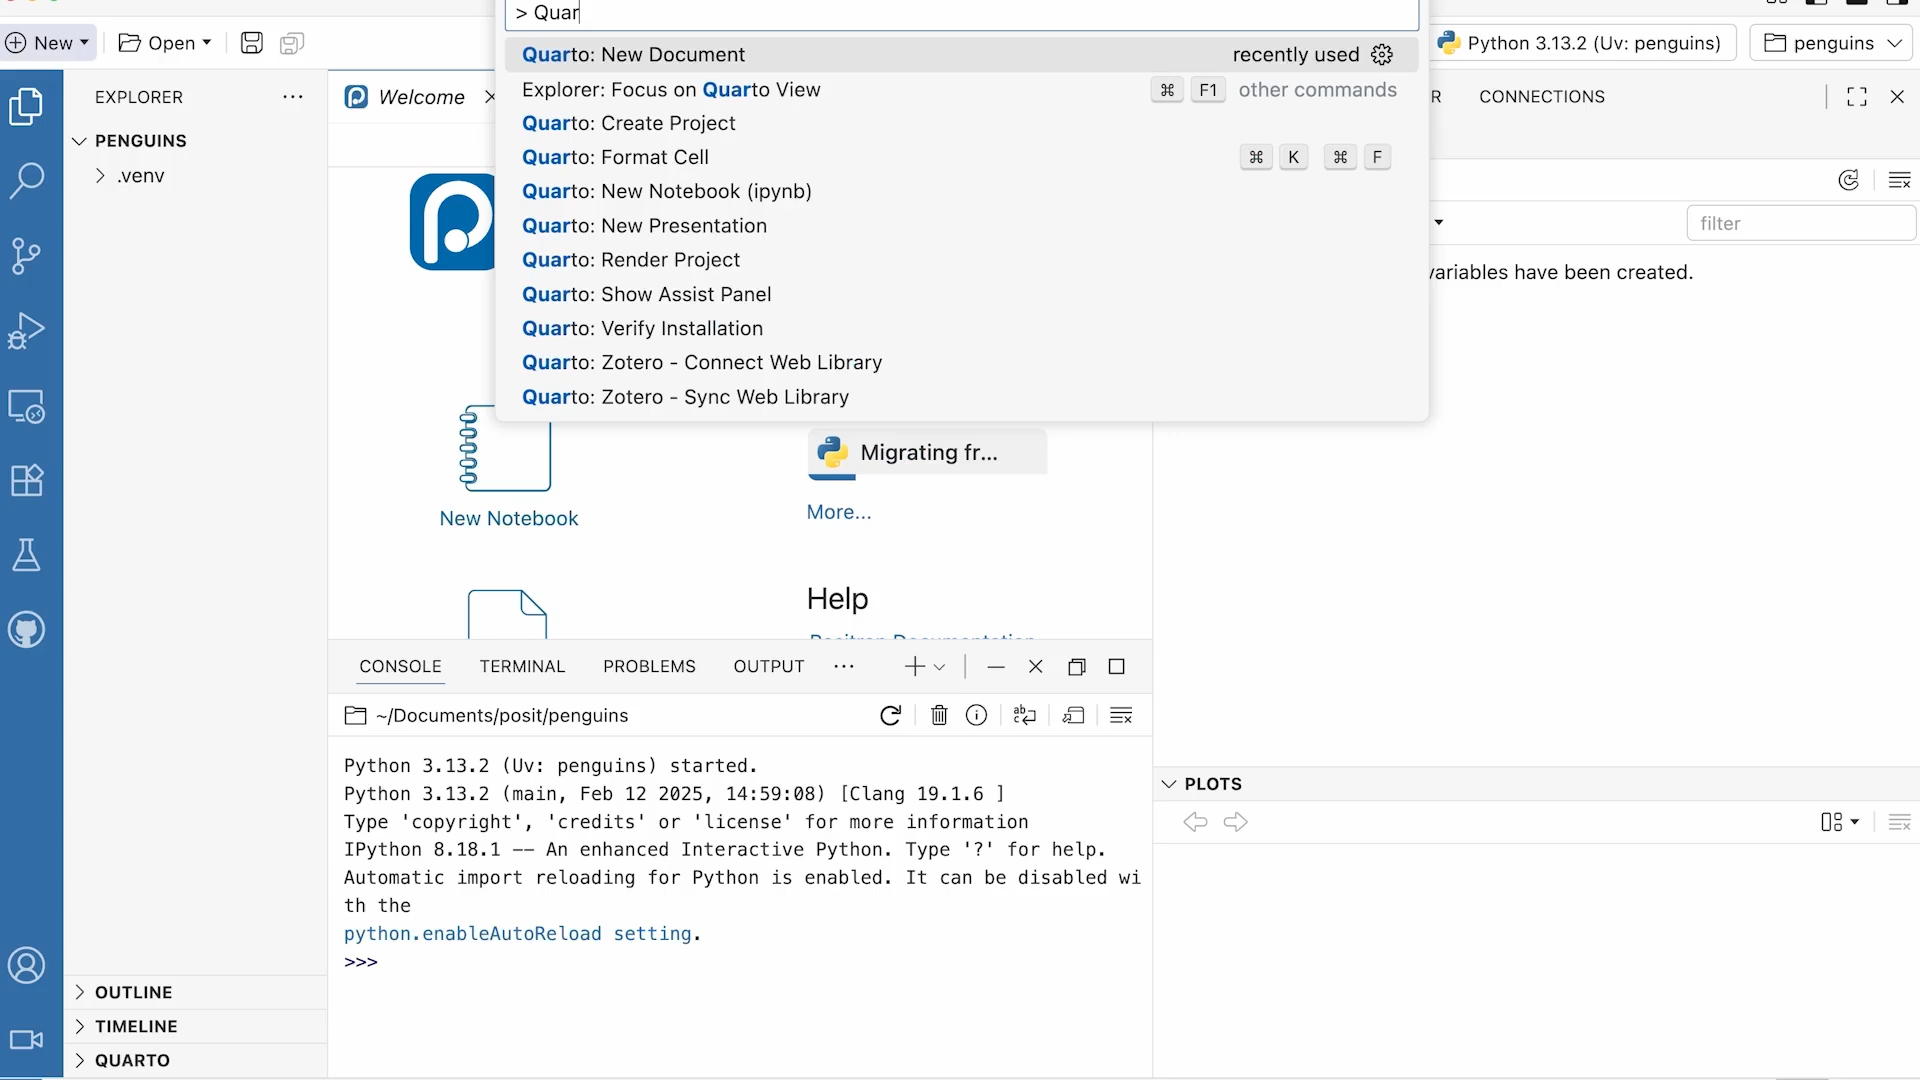 > Quar
New
Open
Python 3.13.2 (Uv: penguins)
penguins
Quarto: New Document
recently used
Explorer: Focus on Quarto View
⌘ F1 other commands
Quarto: Create Project
Quarto: Format Cell
⌘ K ⌘ F
Quarto: New Notebook (ipynb)
Quarto: New Presentation
Quarto: Render Project
Quarto: Show Assist Panel
Quarto: Verify Installation
Quarto: Zotero - Connect Web Library
Quarto: Zotero - Sync Web Library
EXPLORER
PENGUINS
.venv
Welcome
R
CONNECTIONS
filter
variables have been created.
New Notebook
Migrating fr...
More...
Help
Positron Documentation
CONSOLE
TERMINAL
PROBLEMS
OUTPUT
~/Documents/posit/penguins
Python 3.13.2 (Uv: penguins) started.
Python 3.13.2 (main, Feb 12 2025, 14:59:08) [Clang 19.1.6 ]
Type 'copyright', 'credits' or 'license' for more information
IPython 8.18.1 -- An enhanced Interactive Python. Type '?' for help.
Automatic import reloading for Python is enabled. It can be disabled wi
th the
python.enableAutoReload setting.
>>>
PLOTS
OUTLINE
TIMELINE
QUARTO